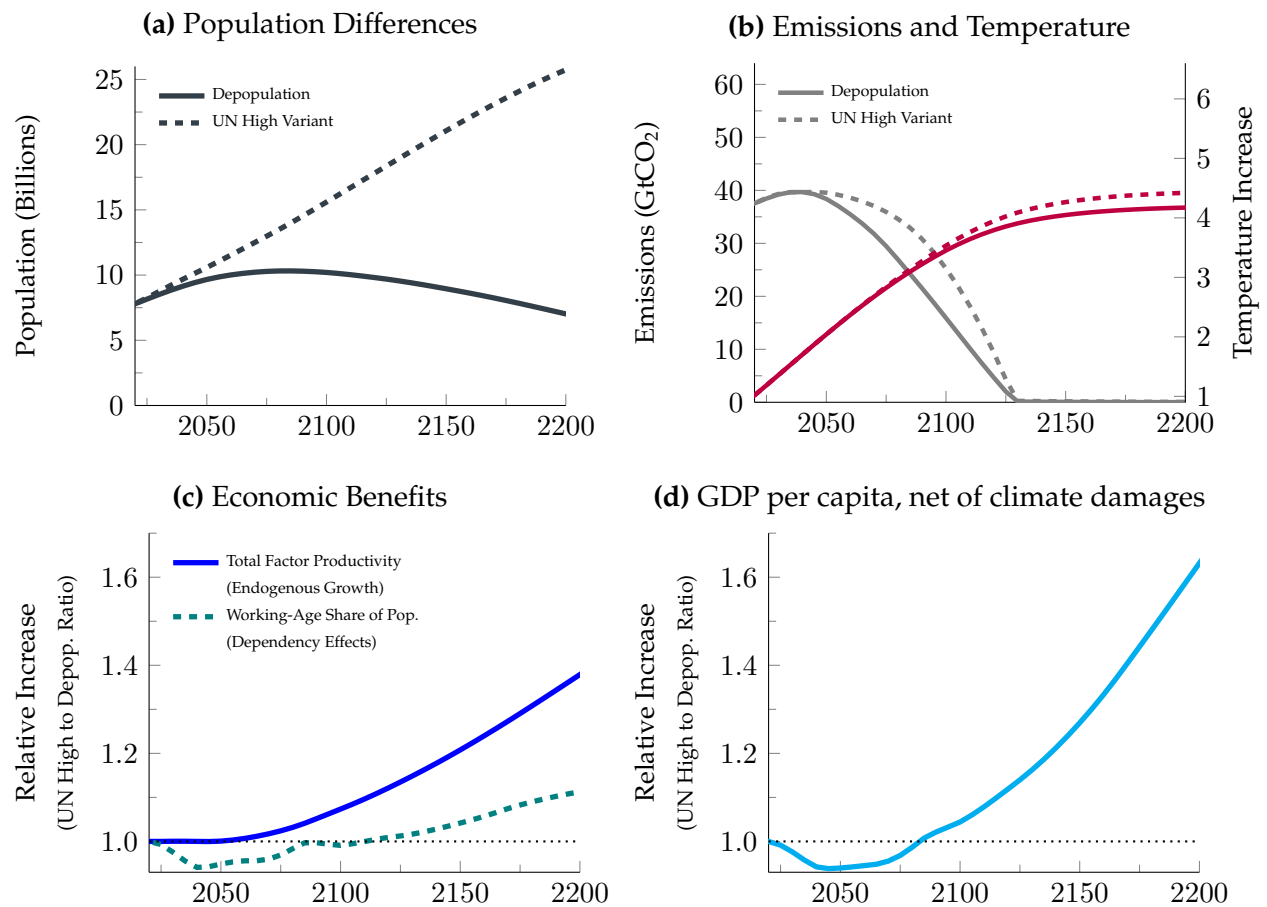 (a) Population Differences
Population (Billions)
25
20
15
10
5
0
Depopulation
UN High Variant
2050
2100
2150
2200
(b) Emissions and Temperature
Emissions (GtCO₂)
60
50
40
30
20
10
0
Depopulation
UN High Variant
6
5
4
3
2
1
Temperature Increase
2050
2100
2150
2200
(c) Economic Benefits
Relative Increase
(UN High to Depop. Ratio)
1.6
1.4
1.2
1.0
Total Factor Productivity
(Endogenous Growth)
Working-Age Share of Pop.
(Dependency Effects)
2050
2100
2150
2200
(d) GDP per capita, net of climate damages
Relative Increase
(UN High to Depop. Ratio)
1.6
1.4
1.2
1.0
2050
2100
2150
2200